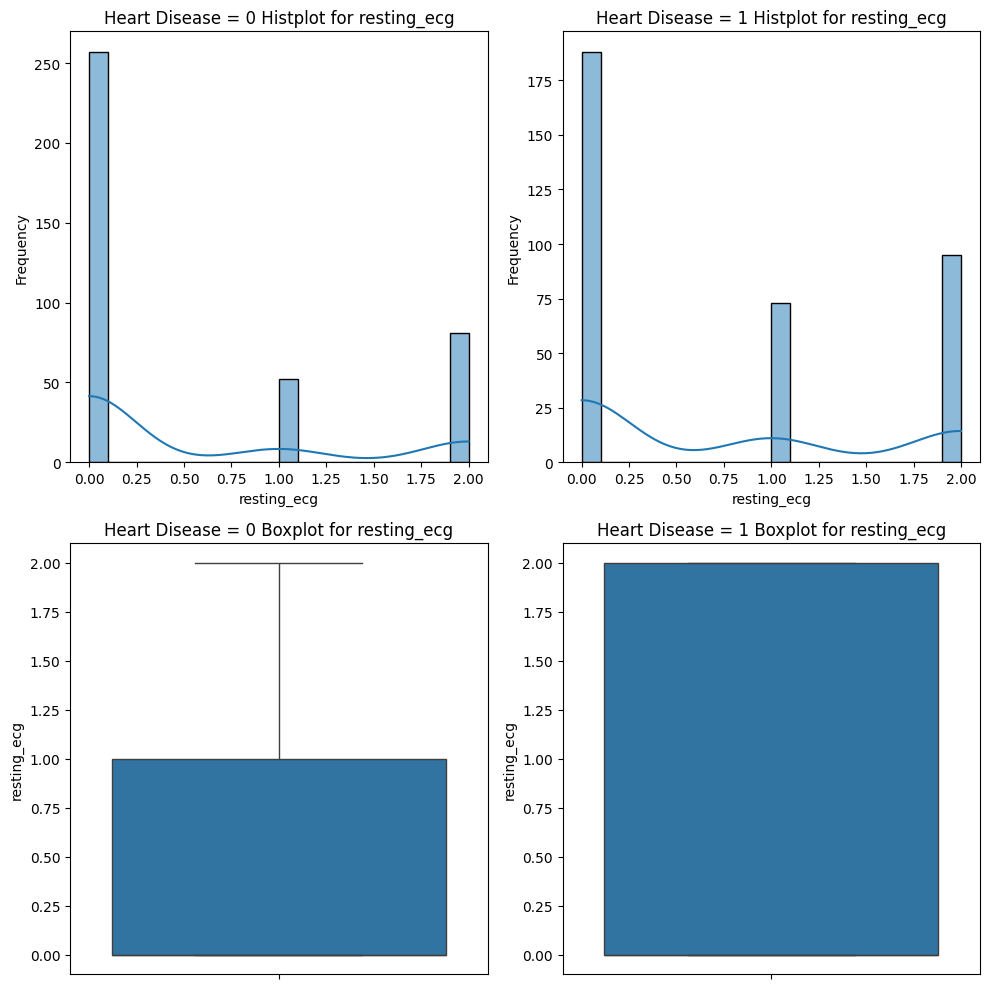 Heart Disease = 0 Histplot for resting_ecg
250
200
150
100
50
0
Frequency
0.00 0.25 0.50 0.75 1.00 1.25 1.50 1.75 2.00
resting_ecg
Heart Disease = 1 Histplot for resting_ecg
175
150
125
100
75
50
25
0
Frequency
0.00 0.25 0.50 0.75 1.00 1.25 1.50 1.75 2.00
resting_ecg
Heart Disease = 0 Boxplot for resting_ecg
2.00
1.75
1.50
1.25
1.00
0.75
0.50
0.25
0.00
resting_ecg
Heart Disease = 1 Boxplot for resting_ecg
2.00
1.75
1.50
1.25
1.00
0.75
0.50
0.25
0.00
resting_ecg